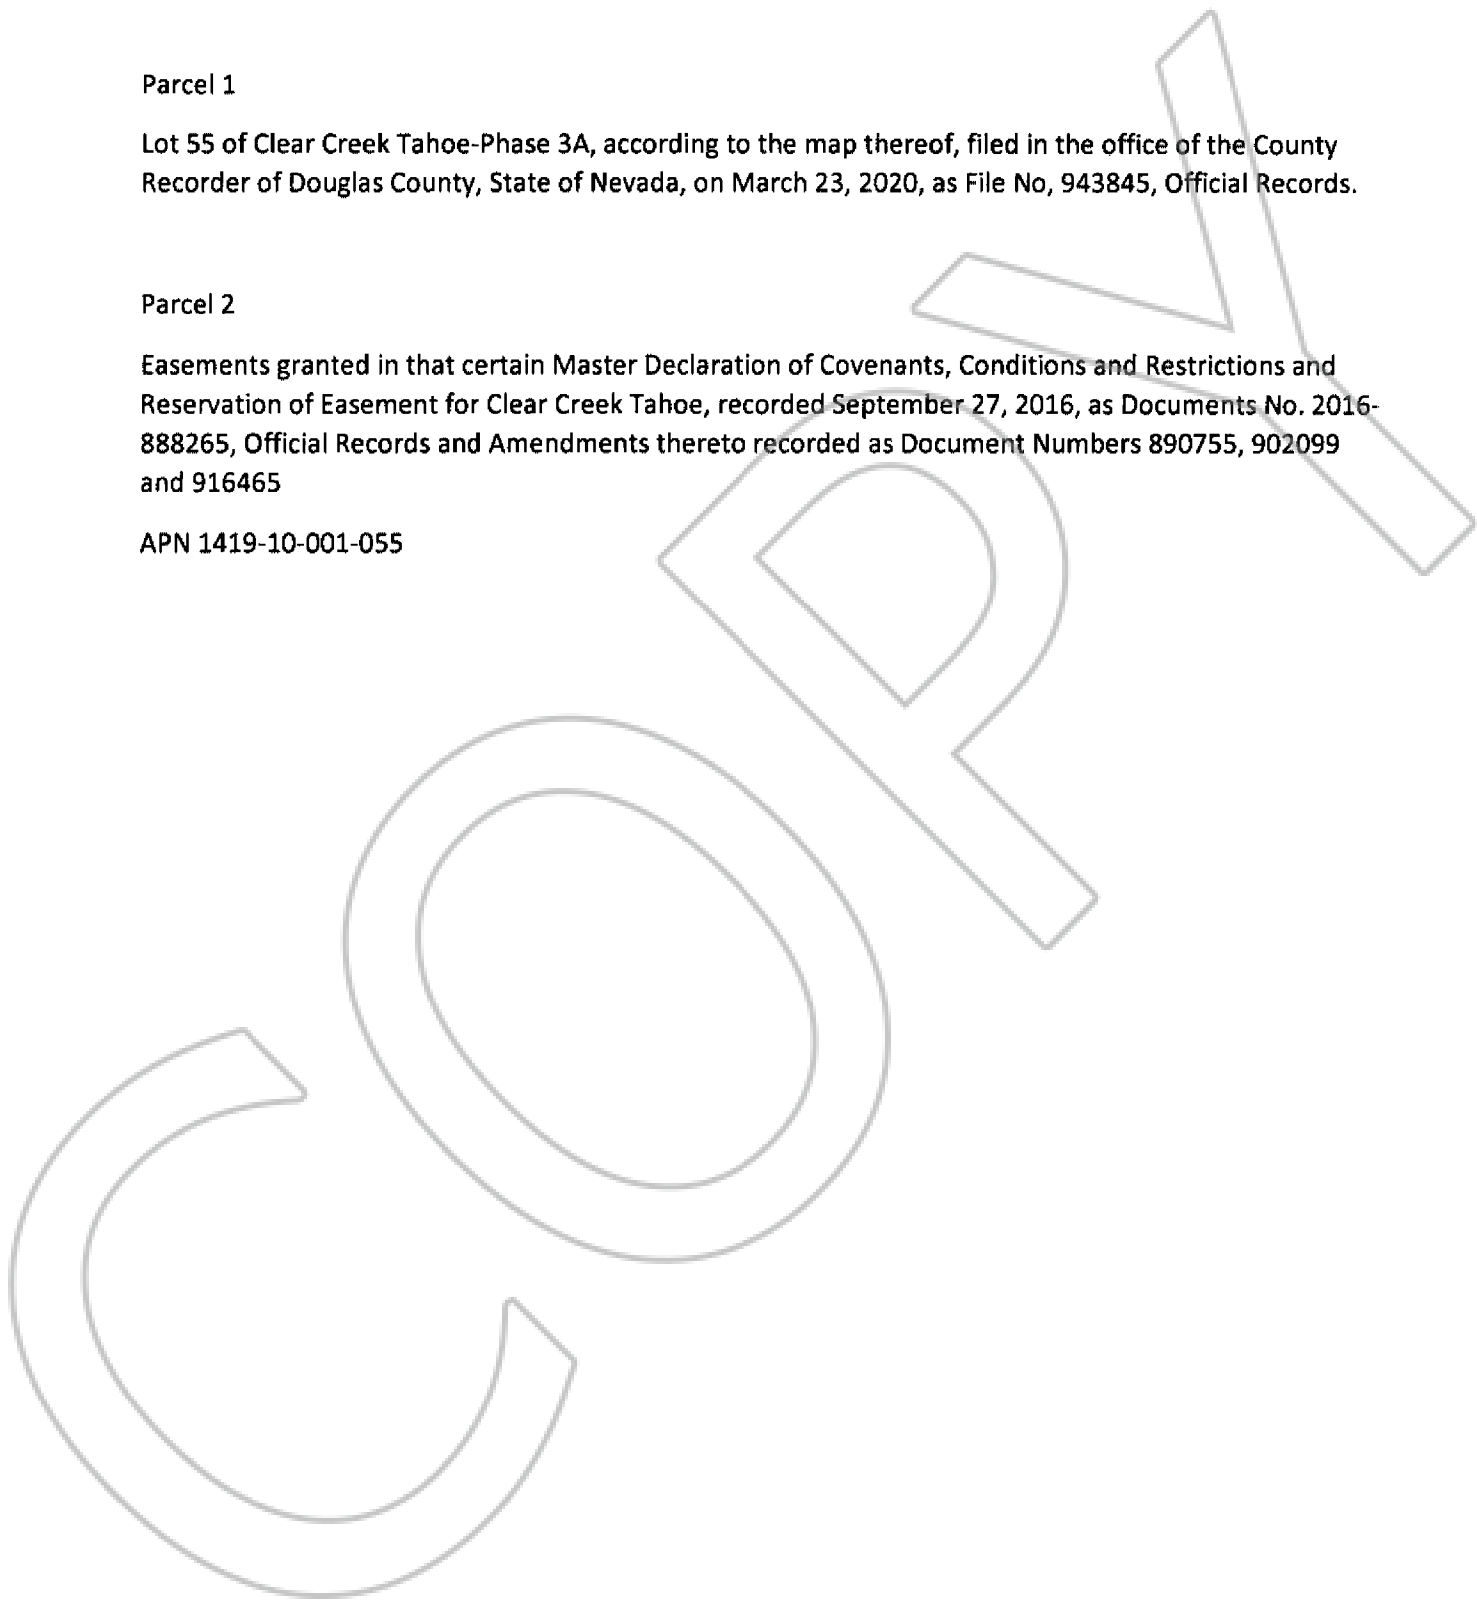 Parcel 1
Lot 55 of Clear Creek Tahoe-Phase 3A, according to the map thereof, filed in the office of the County
Recorder of Douglas County, State of Nevada, on March 23, 2020, as File No, 943845, Official Records.
Parcel 2
Easements granted in that certain Master Declaration of Covenants, Conditions and Restrictions and
Reservation of Easement for Clear Creek Tahoe, recorded September 27, 2016, as Documents No. 2016-
888265, Official Records and Amendments thereto recorded as Document Numbers 890755, 902099
and 916465
APN 1419-10-001-055
COPY